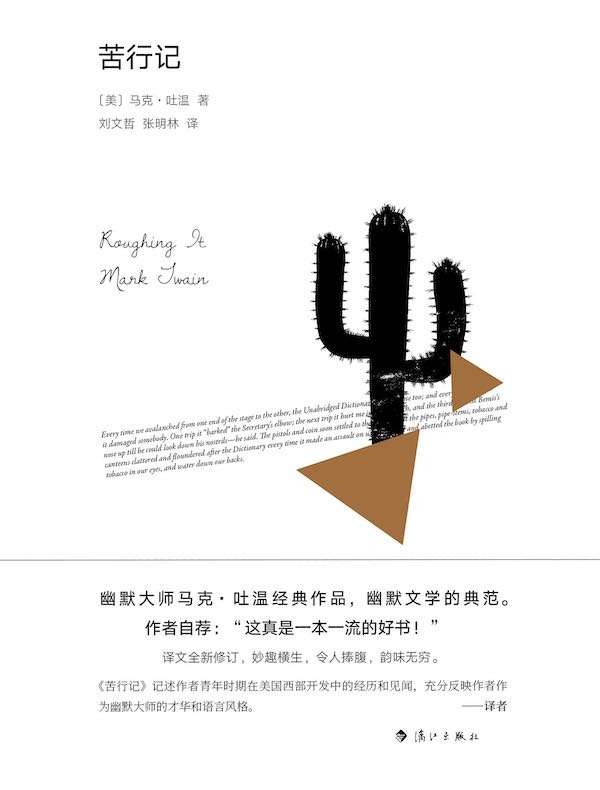 苦行记
［美］马克·吐温 著
刘文哲 张明林 译
Roughing It
Mark Twain
Every time we avalanched from one end of the stage to the other, the Unabridged Dictionary me too; and every
it damaged somebody. One trip it "barked" the Secretary's elbow; the next trip it hurt me and the third Bemis's
nose up till he could look down his nostrils—he said. The pistols and coin soon settled to the the pipes, pipe-stems, tobacco and
canteens clattered and floundered after the Dictionary every time it made an assault on us, and abetted the book by spilling
tobacco in our eyes, and water down our backs.
幽默大师马克·吐温经典作品，幽默文学的典范。
作者自荐：“这真是一本一流的好书！”
译文全新修订，妙趣横生，令人捧腹，韵味无穷。
《苦行记》记述作者青年时期在美国西部开发中的经历和见闻，充分反映作者作
为幽默大师的才华和语言风格。 ——译者
漓江出版社